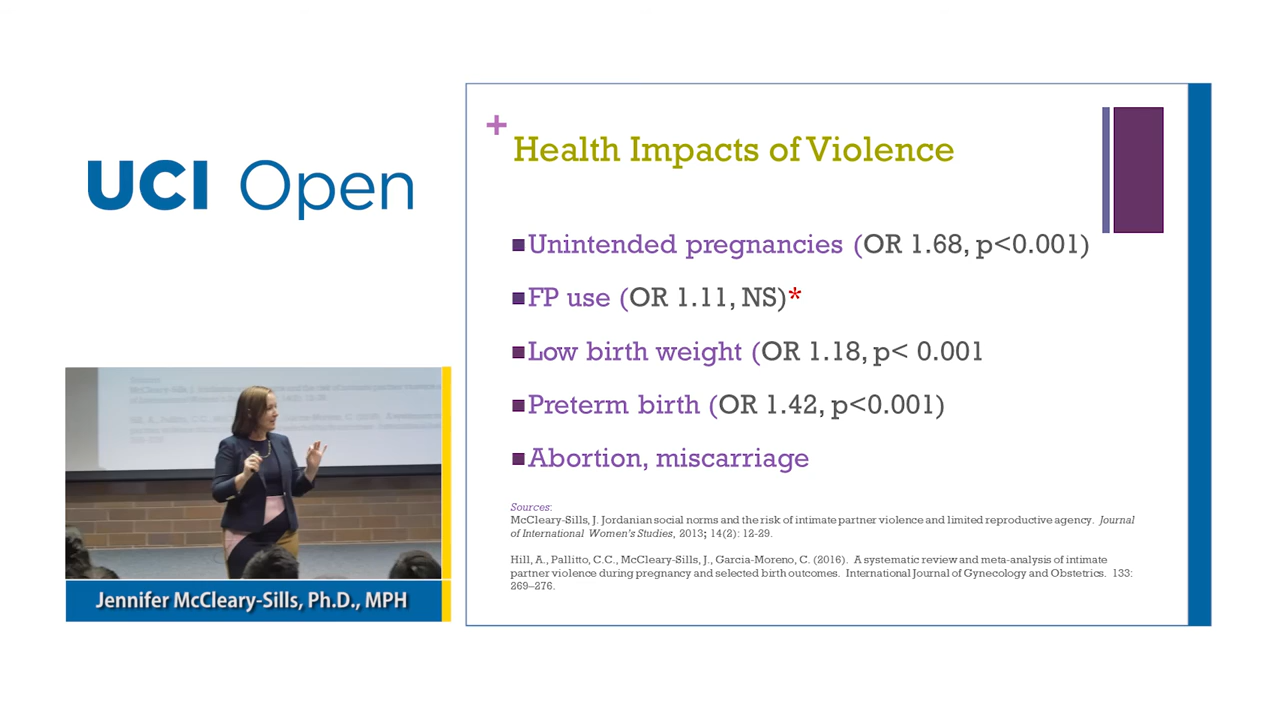 UCI Open
+
Health Impacts of Violence
Unintended pregnancies (OR 1.68, p<0.001)
FP use (OR 1.11, NS)*
Low birth weight (OR 1.18, p< 0.001
Preterm birth (OR 1.42, p<0.001)
Abortion, miscarriage
Sources:
McCleary-Sills, J. Jordanian social norms and the risk of intimate partner violence and limited reproductive agency. Journal
of International Women's Studies, 2013; 14(2): 12-29.
Hill, A., Pallitto, C.C., McCleary-Sills, J., Garcia-Moreno, C. (2016). A systematic review and meta-analysis of intimate
partner violence during pregnancy and selected birth outcomes. International Journal of Gynecology and Obstetrics. 133:
269–276.
Jennifer McCleary-Sills, Ph.D., MPH